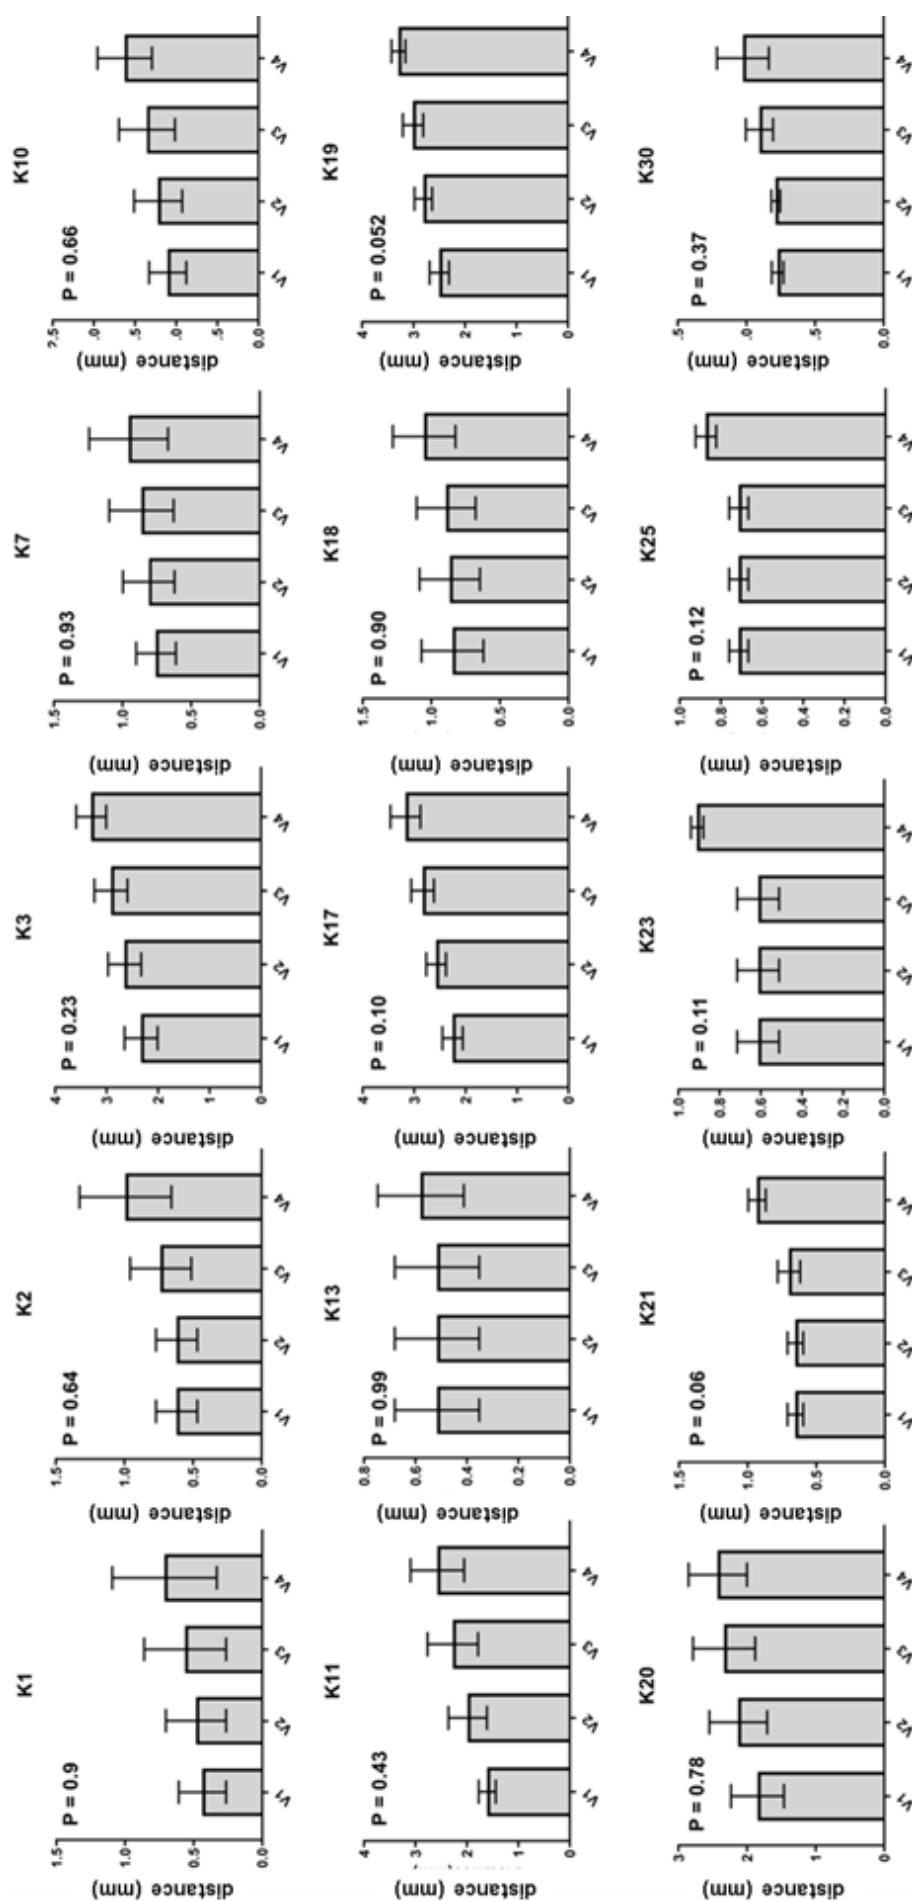 K1
P = 0.9
distance (mm)
1.5
1.0
0.5
0.0
V1 V2 V3 V4
K2
P = 0.64
distance (mm)
1.5
1.0
0.5
0.0
V1 V2 V3 V4
K3
P = 0.23
distance (mm)
4
3
2
1
0
V1 V2 V3 V4
K7
P = 0.93
distance (mm)
1.5
1.0
0.5
0.0
V1 V2 V3 V4
K10
P = 0.66
distance (mm)
2.5
.0
.5
.0
.5
.0
V1 V2 V3 V4
K11
P = 0.43
4
3
2
1
0
V1 V2 V3 V4
K13
P = 0.99
distance (mm)
0.8
0.6
0.4
0.2
0.0
V1 V2 V3 V4
K17
P = 0.10
distance (mm)
4
3
2
1
0
V1 V2 V3 V4
K18
P = 0.90
distance (mm)
1.5
1.0
0.5
0.0
V1 V2 V3 V4
K19
P = 0.052
distance (mm)
4
3
2
1
0
V1 V2 V3 V4
K20
P = 0.78
distance (mm)
3
2
1
0
V1 V2 V3 V4
K21
P = 0.06
distance (mm)
1.5
1.0
0.5
0.0
V1 V2 V3 V4
K23
P = 0.11
distance (mm)
1.0
0.8
0.6
0.4
0.2
0.0
V1 V2 V3 V4
K25
P = 0.12
distance (mm)
1.0
0.8
0.6
0.4
0.2
0.0
V1 V2 V3 V4
K30
P = 0.37
distance (mm)
.5
.0
.5
.0
V1 V2 V3 V4